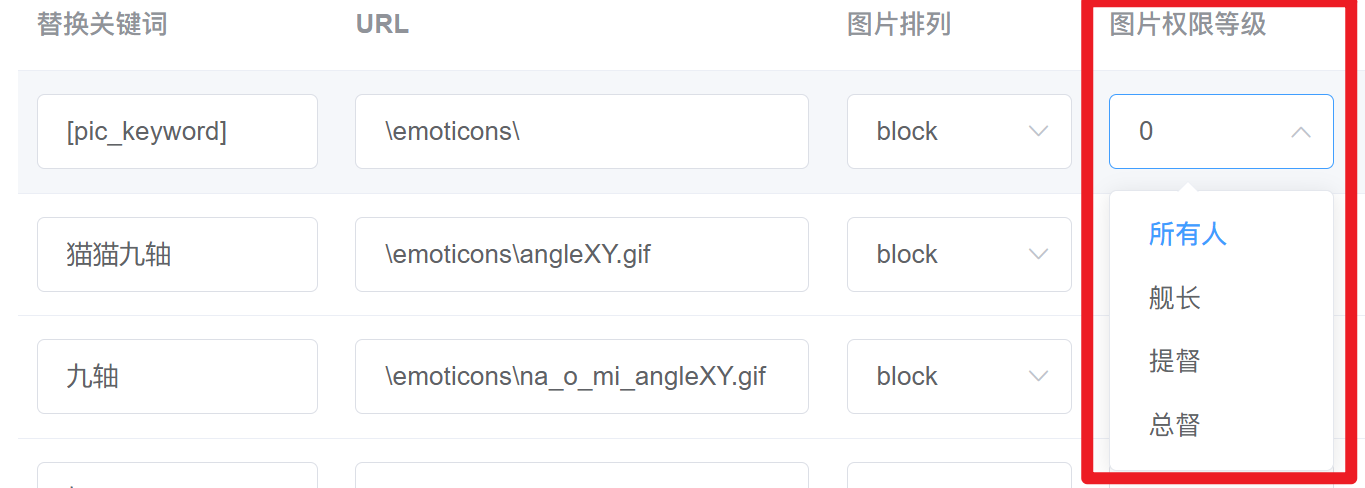 替换关键词 URL 图片排列 图片权限等级
[pic_keyword] \emoticons\ block 0
所有人
猫猫九轴 \emoticons\angleXY.gif block
舰长
提督
九轴 \emoticons\na_o_mi_angleXY.gif block
总督